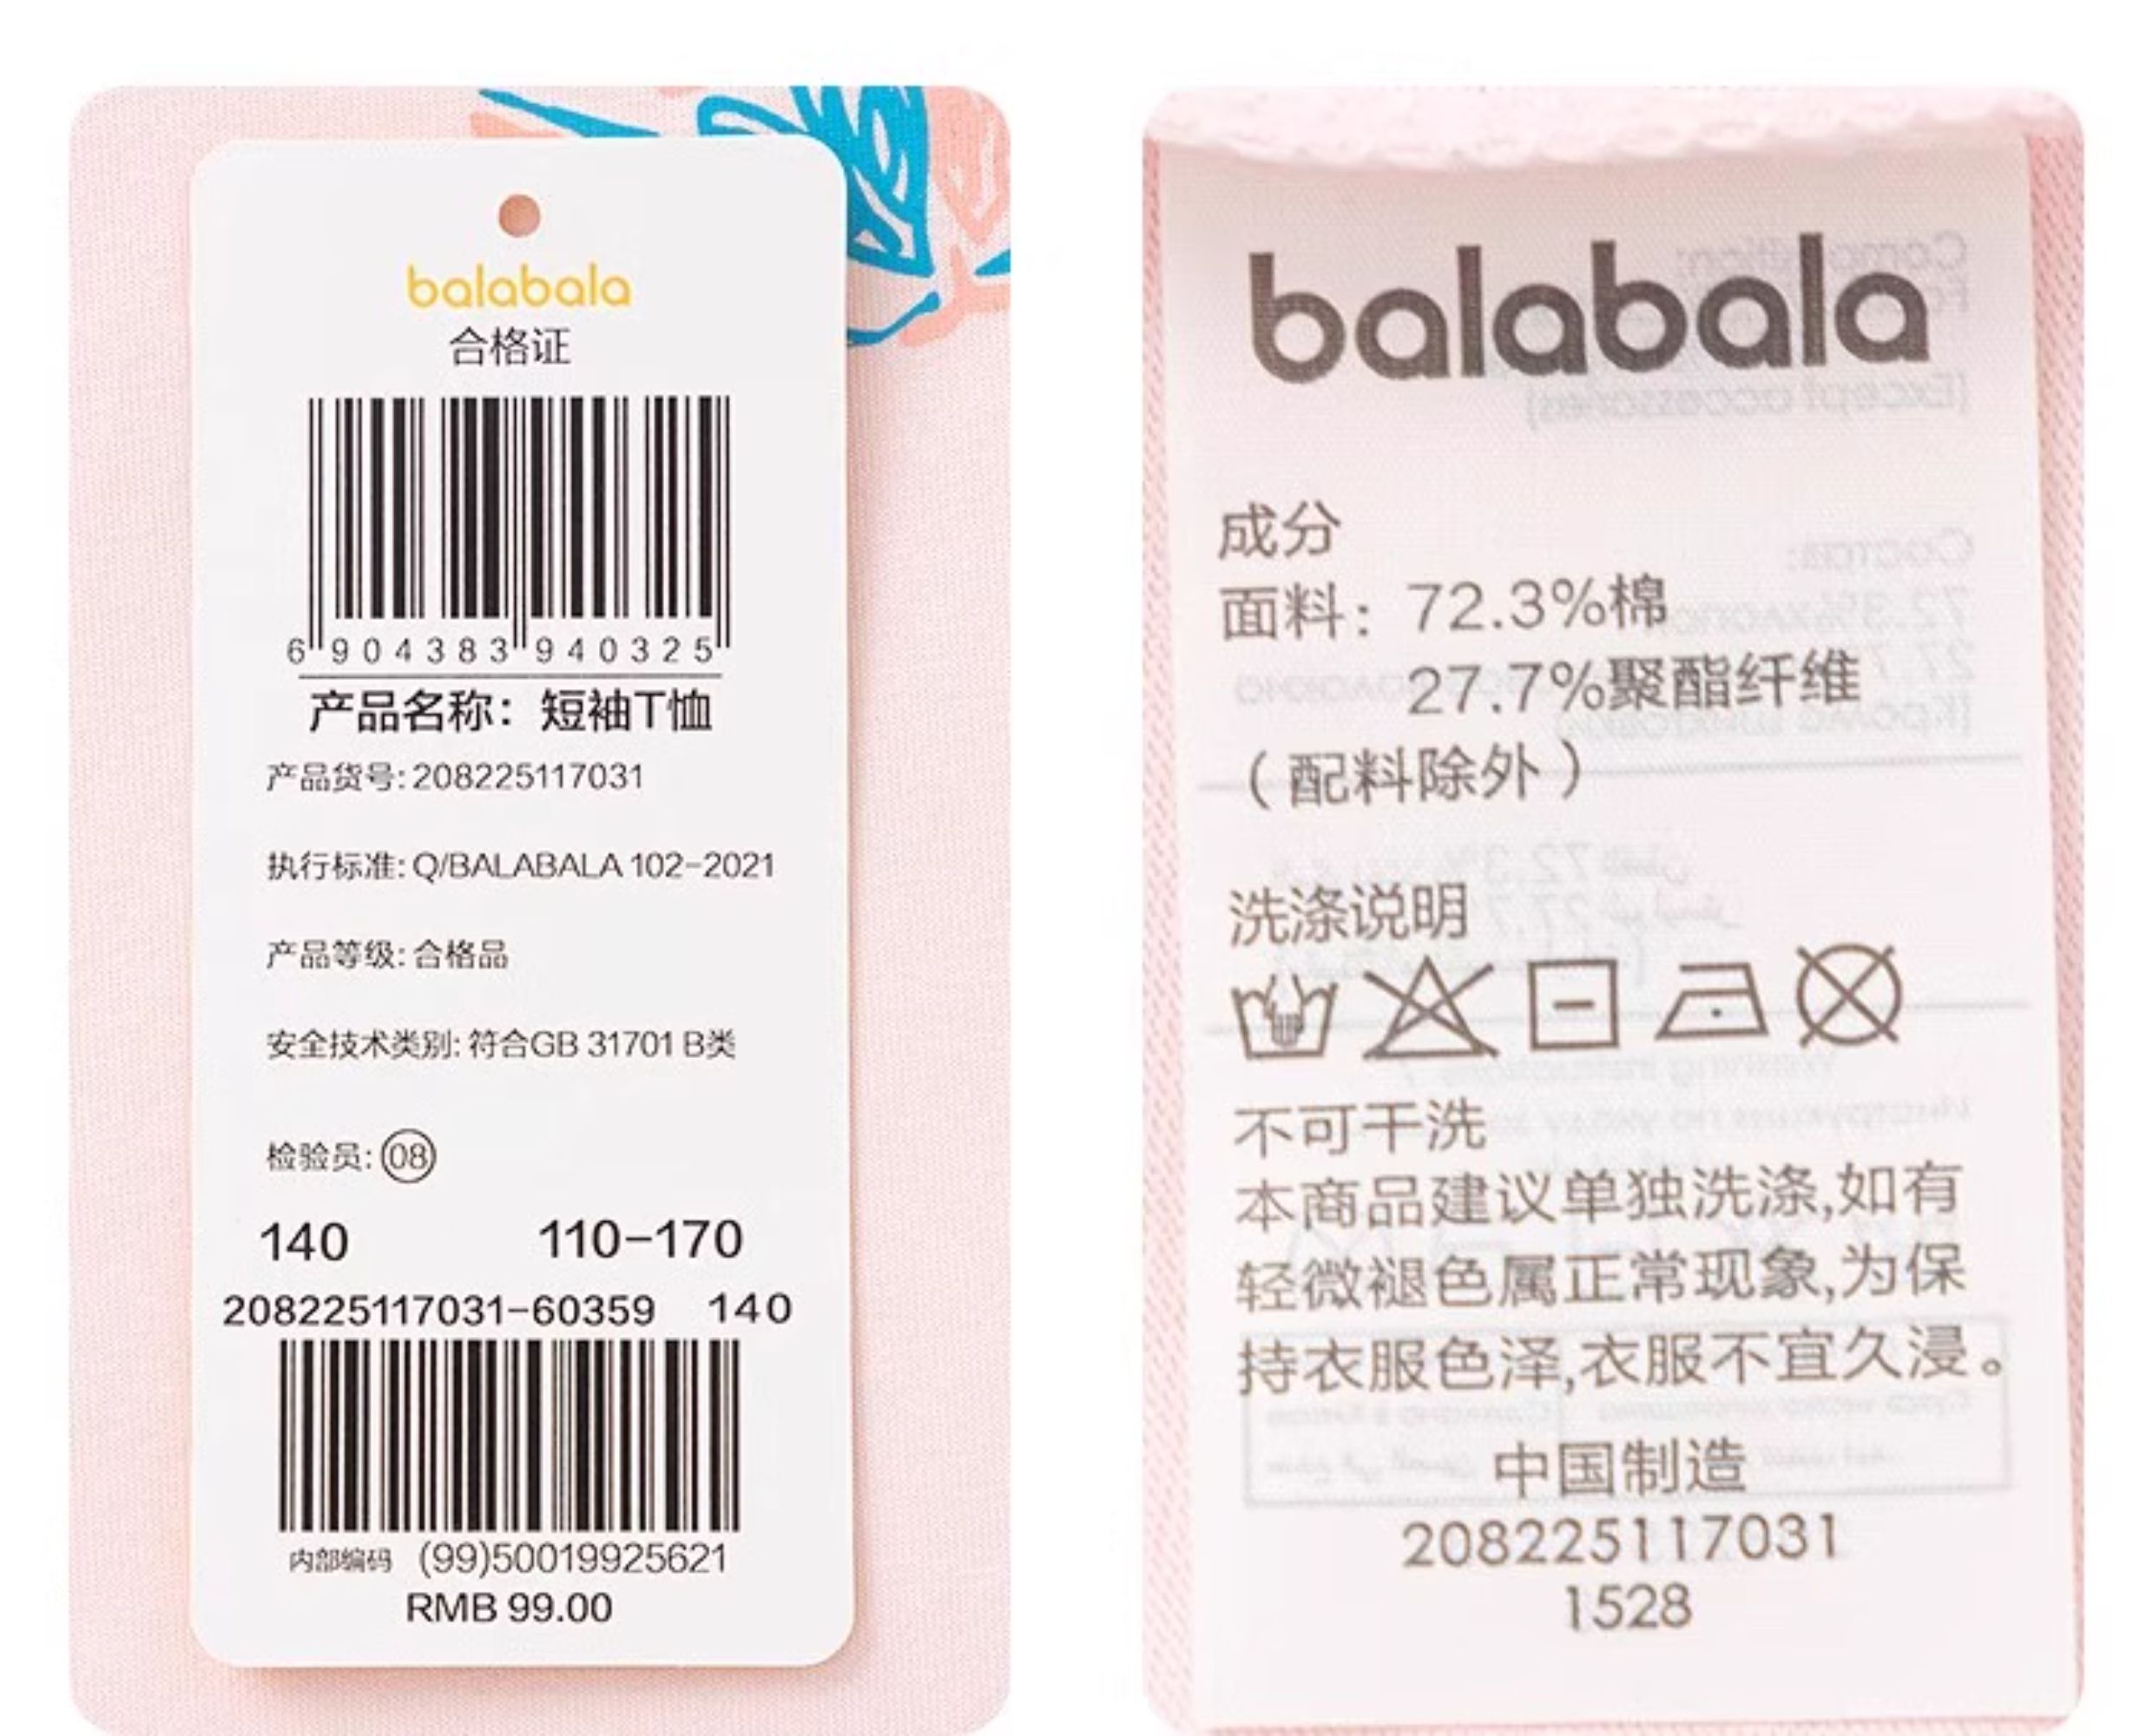 balabala
合格证
6 904383 940325
产品名称：短袖T恤
产品货号: 208225117031
执行标准: Q/BALABALA 102-2021
产品等级: 合格品
安全技术类别: 符合GB 31701 B类
检验员: 08
140 110-170
208225117031-60359 140
内部编码 (99)50019925621
RMB 99.00
balabala
成分
面料：72.3%棉
27.7%聚酯纤维
（配料除外）
洗涤说明
不可干洗
本商品建议单独洗涤,如有
轻微褪色属正常现象,为保
持衣服色泽,衣服不宜久浸。
中国制造
208225117031
1528